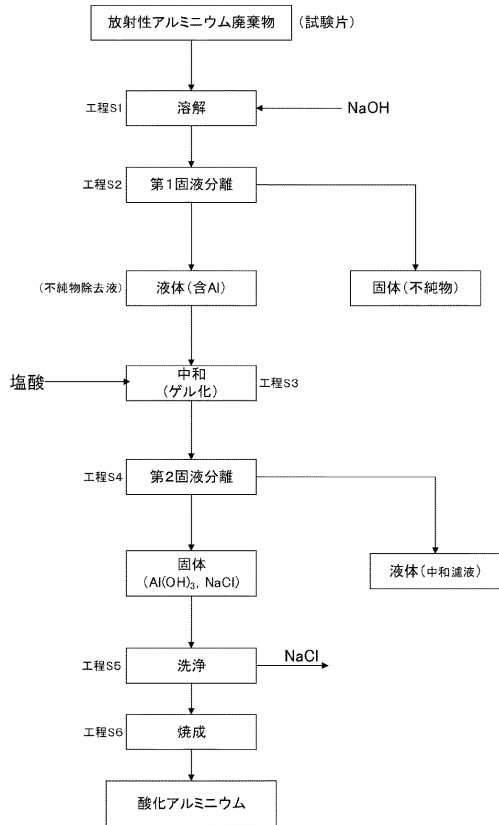 放射性アルミニウム廃棄物 (試験片)
工程S1 溶解 NaOH
工程S2 第1固液分離
(不純物除去液) 液体(含Al) 固体(不純物)
塩酸 中和 工程S3
(ゲル化)
工程S4 第2固液分離
固体
(Al(OH)₃, NaCl) 液体(中和濾液)
工程S5 洗浄 NaCl
工程S6 焼成
酸化アルミニウム